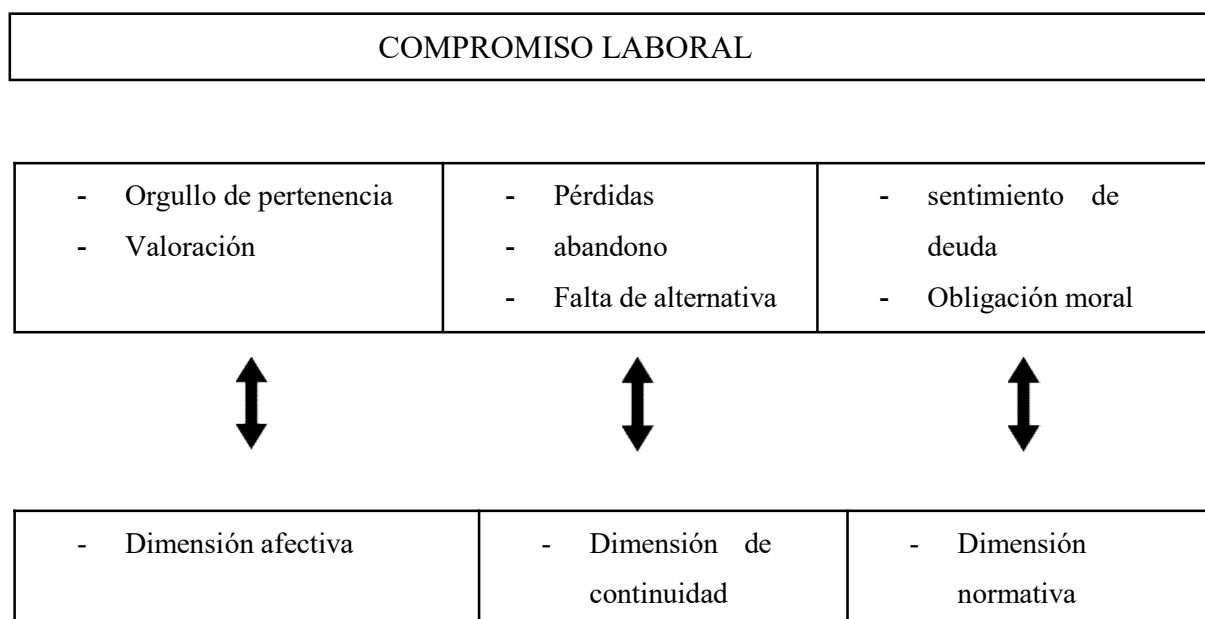 COMPROMISO LABORAL
- Orgullo de pertenencia
- Valoración
- Pérdidas
- abandono
- Falta de alternativa
- sentimiento de
deuda
- Obligación moral
- Dimensión afectiva
- Dimensión de
continuidad
- Dimensión
normativa